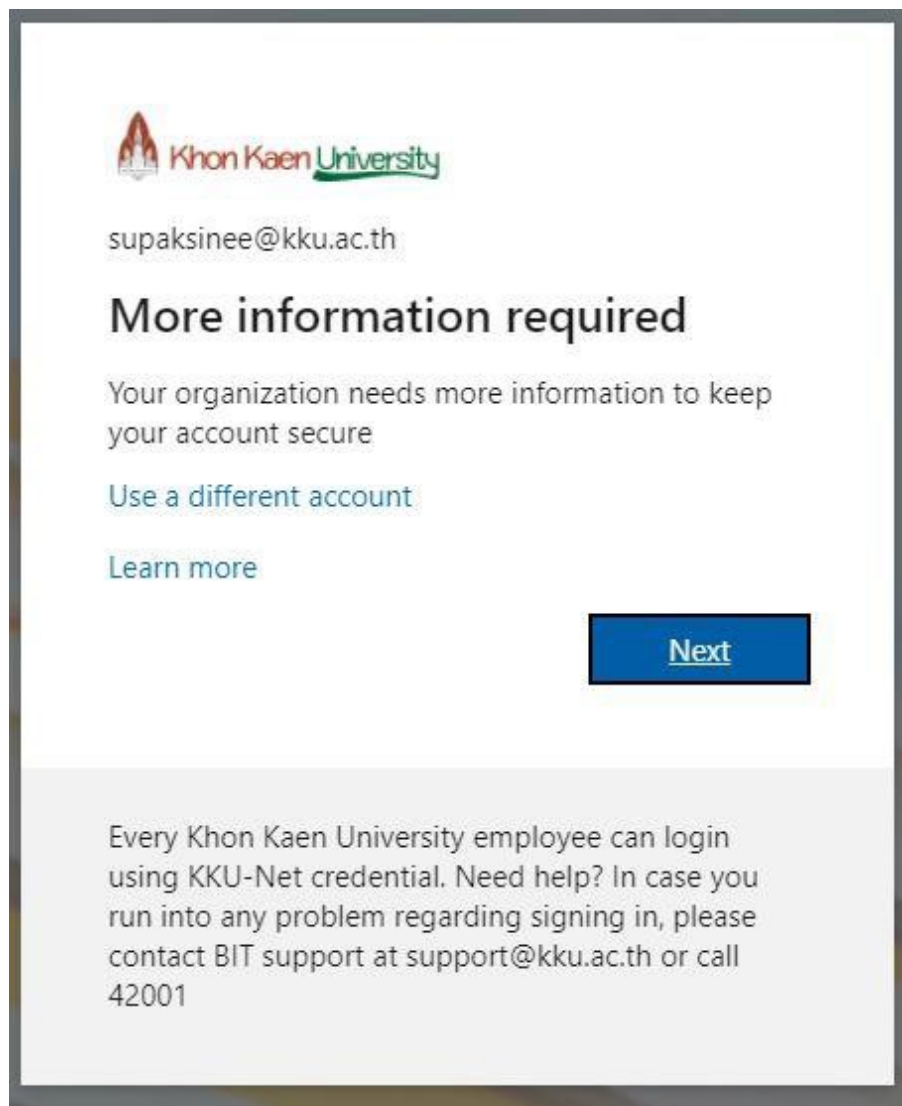 Khon Kaen University
supaksinee@kku.ac.th
More information required
Your organization needs more information to keep
your account secure
Use a different account
Learn more
Next
Every Khon Kaen University employee can login
using KKU-Net credential. Need help? In case you
run into any problem regarding signing in, please
contact BIT support at support@kku.ac.th or call
42001